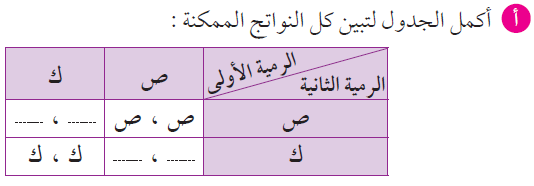 أ أكمل الجدول لتبين كل النواتج الممكنة :
الرمية الأولى ص ك
الرمية الثانية
ص ص ، ص ...... ، ......
ك ...... ، ...... ك ، ك